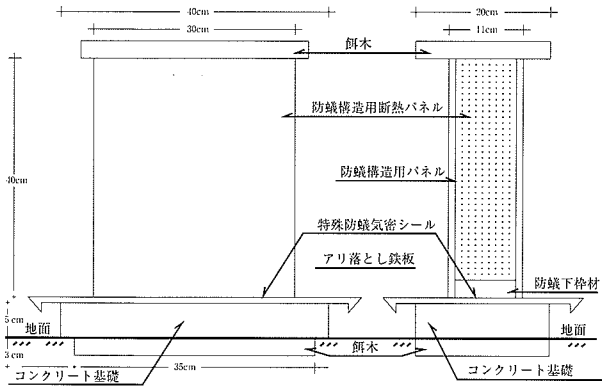 40cm
20cm
30cm
11cm
餌木
防蟻構造用断熱パネル
40cm
防蟻構造用パネル
特殊防蟻気密シール
アリ落とし鉄板
防蟻下枠材
5cm
地面
地面
3cm
餌木
コンクリート基礎
35cm
コンクリート基礎